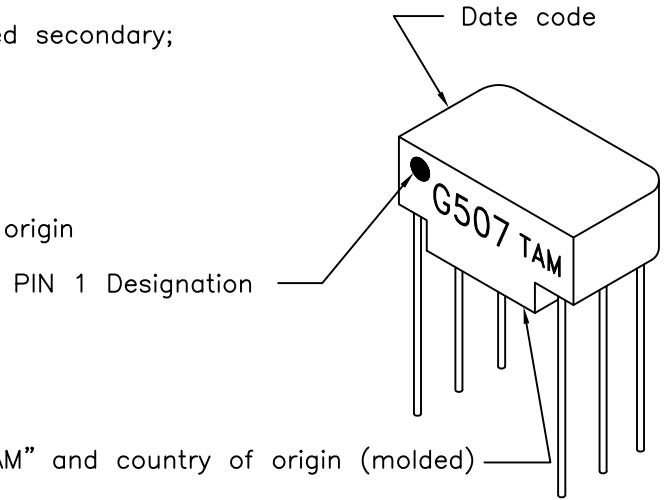 Date code
ed secondary;
origin
PIN 1 Designation
G507 TAM
AM” and country of origin (molded)